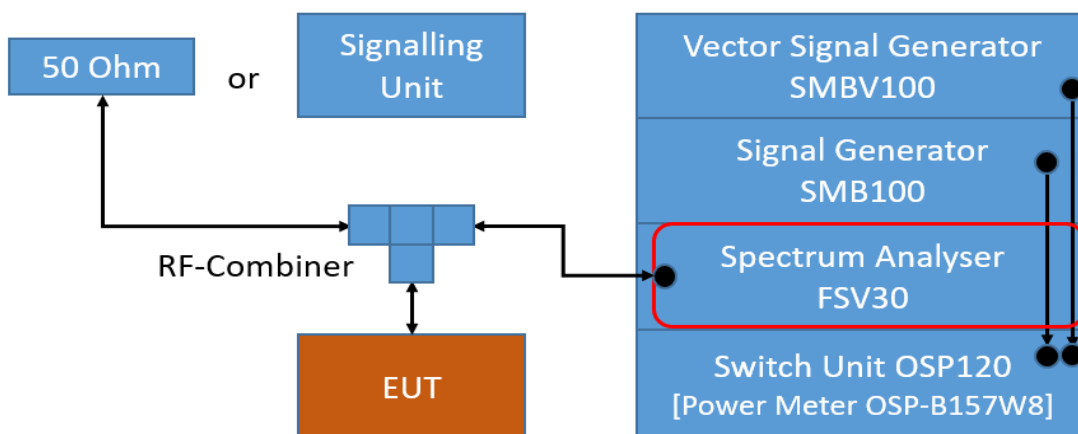 50 Ohm
or
Signalling
Unit
Vector Signal Generator
SMBV100
Signal Generator
SMB100
RF-Combiner
Spectrum Analyser
FSV30
EUT
Switch Unit OSP120
[Power Meter OSP-B157W8]